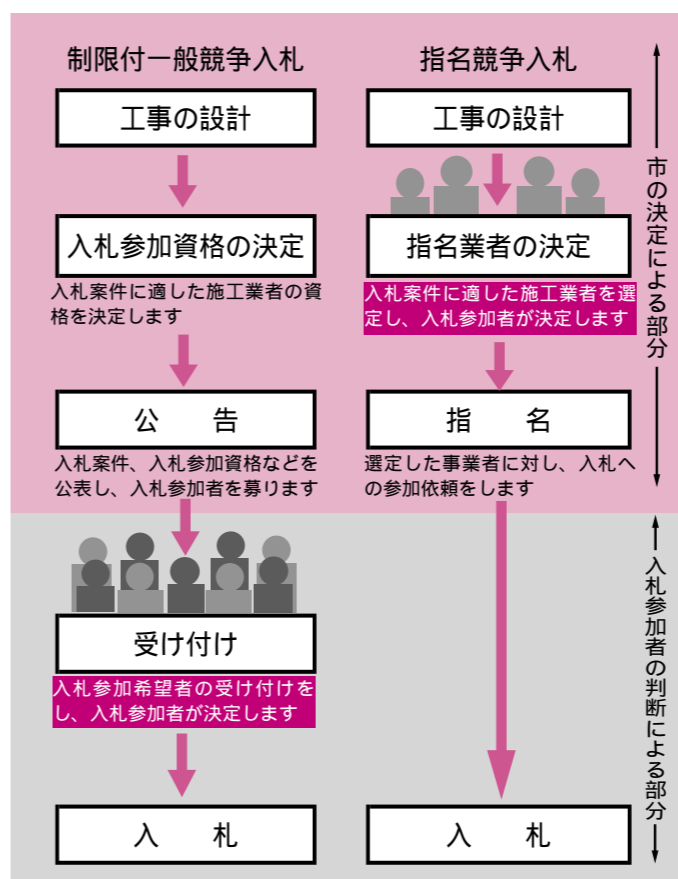 制限付一般競争入札
工事の設計
入札参加資格の決定
入札案件に適した施工業者の資
格を決定します
公　　告
入札案件、入札参加資格などを
公表し、入札参加者を募ります
受け付け
入札参加希望者の受け付けを
し、入札参加者が決定します
入　　札
指名競争入札
工事の設計
指名業者の決定
入札案件に適した施工業者を選
定し、入札参加者が決定します
指　　名
選定した事業者に対し、入札へ
の参加依頼をします
入　　札
市の決定による部分
入札参加者の判断による部分